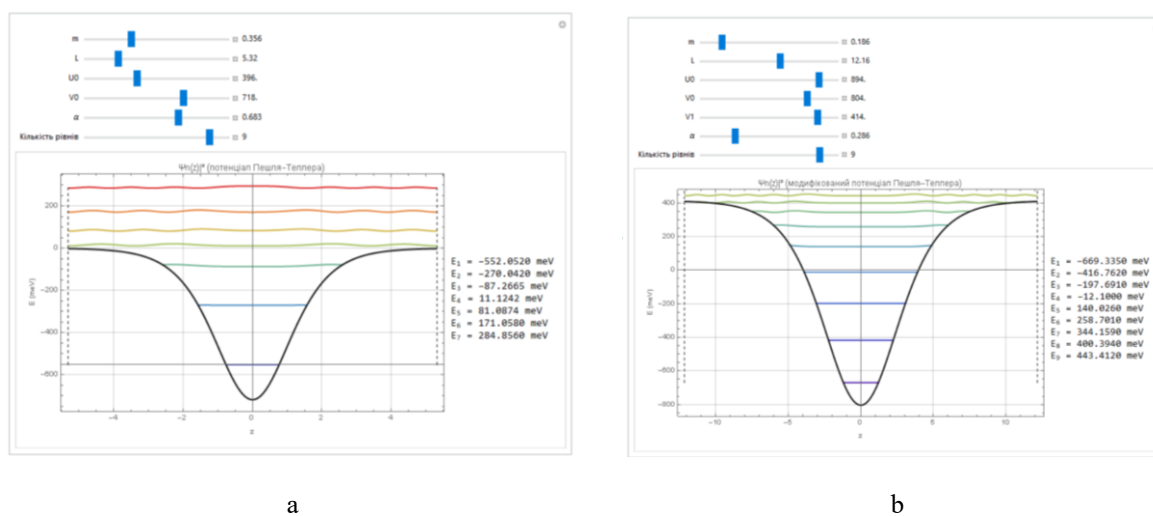 m 0.356
L 5.32
U0 396.
V0 718.
α 0.683
Кількість рівнів 9
Ψn(z)|² (потенціал Пешля–Теллера)
200
0
-200
-400
-600
E (meV)
-4 -2 0 2 4
z
E₁ = -552.0520 meV
E₂ = -270.0420 meV
E₃ = -87.2665 meV
E₄ = 11.1242 meV
E₅ = 81.0874 meV
E₆ = 171.0580 meV
E₇ = 284.8560 meV
a
m 0.186
L 12.16
U0 894.
V0 804.
V1 414.
α 0.286
Кількість рівнів 9
Ψn(z)|² (модифікований потенціал Пешля–Теллера)
400
200
0
-200
-400
-600
-800
E (meV)
-10 -5 0 5 10
z
E₁ = -669.3350 meV
E₂ = -416.7620 meV
E₃ = -197.6910 meV
E₄ = -12.1000 meV
E₅ = 140.0260 meV
E₆ = 258.7010 meV
E₇ = 344.1590 meV
E₈ = 400.3940 meV
E₉ = 443.4120 meV
b